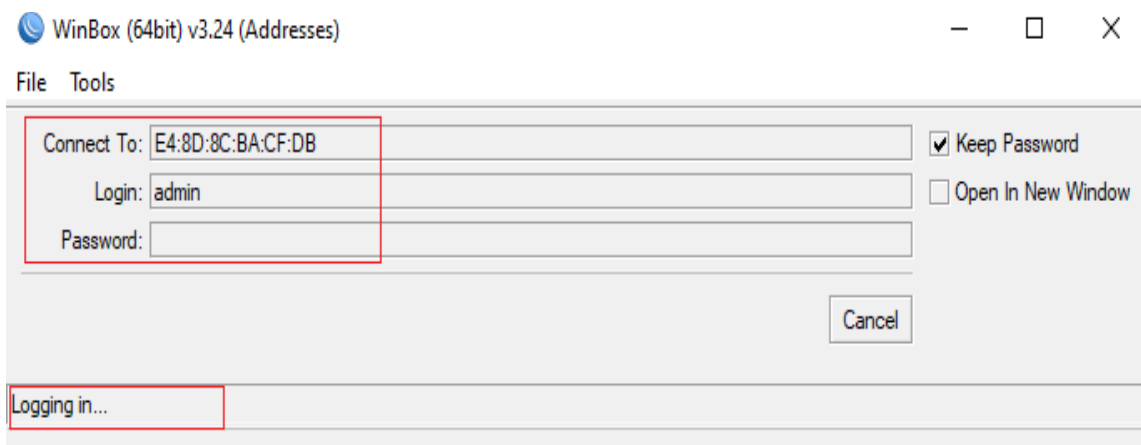 WinBox (64bit) v3.24 (Addresses)
File Tools
Connect To: E4:8D:8C:BA:CF:DB
Keep Password
Login: admin
Open In New Window
Password:
Cancel
Logging in...